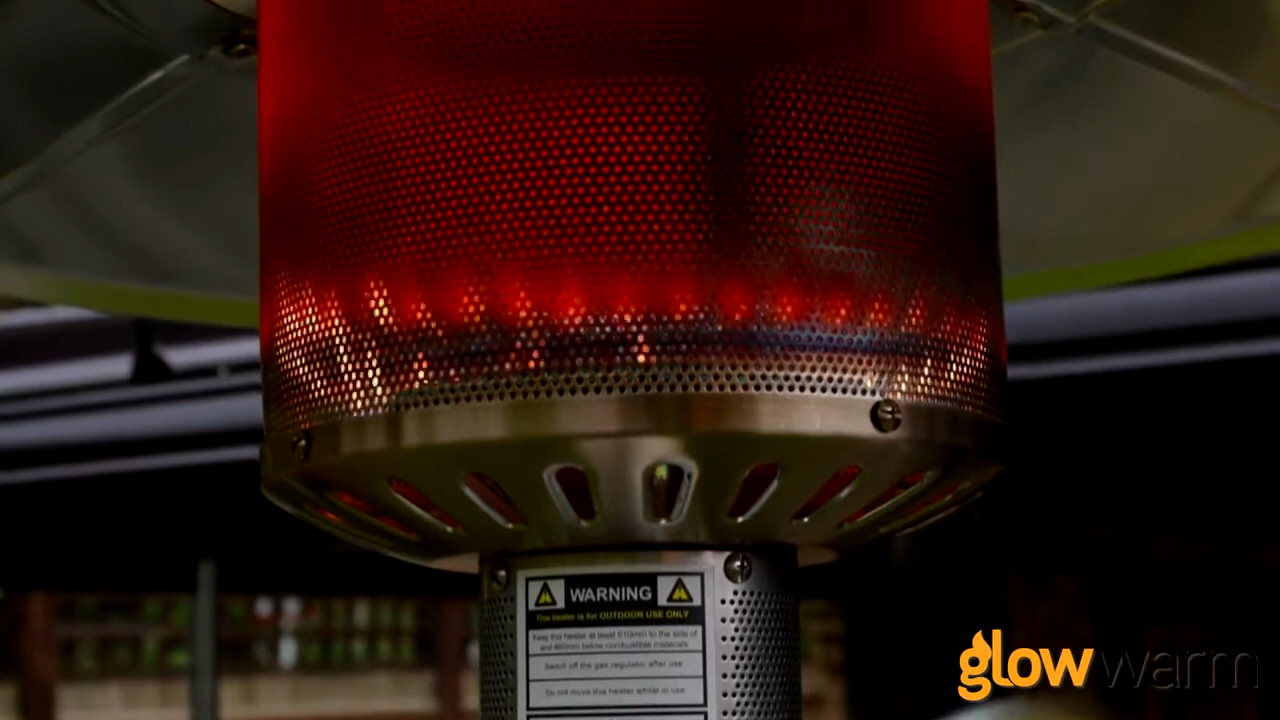 WARNING
This heater is for OUTDOOR USE ONLY
Keep this heater at least 610mm to the side of
and 460mm below combustible materials
Switch off the gas regulator after use
Do not move this heater whilst in use
glowwarm